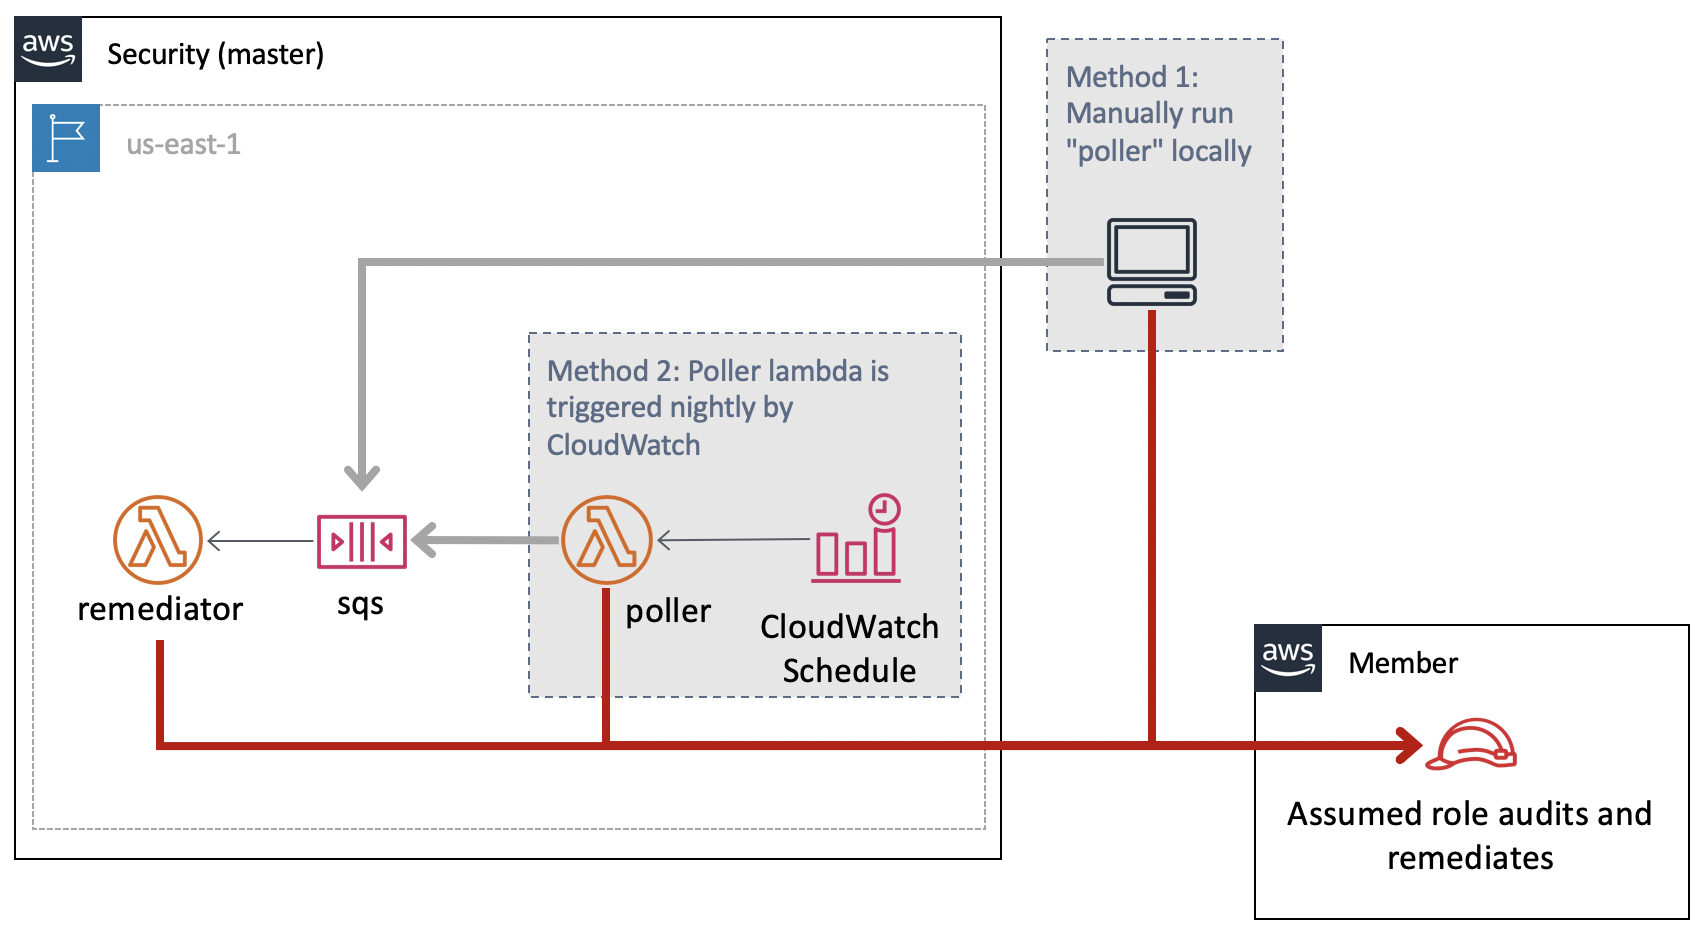 aws
Security (master)
us-east-1
Method 1:
Manually run
"poller" locally
Method 2: Poller lambda is
triggered nightly by
CloudWatch
remediator
sqs
poller
CloudWatch
Schedule
aws
Member
Assumed role audits and
remediates